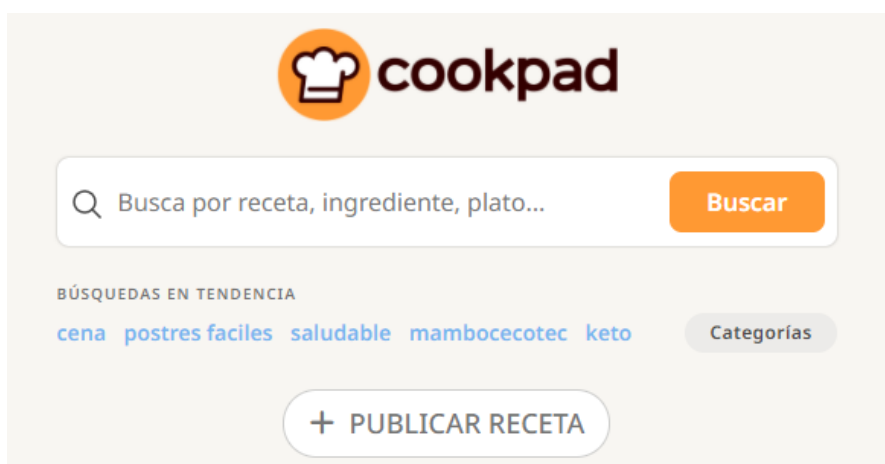 cookpad
Busca por receta, ingrediente, plato...
Buscar
BÚSQUEDAS EN TENDENCIA
cena postres faciles saludable mambocecotec keto
Categorías
+ PUBLICAR RECETA